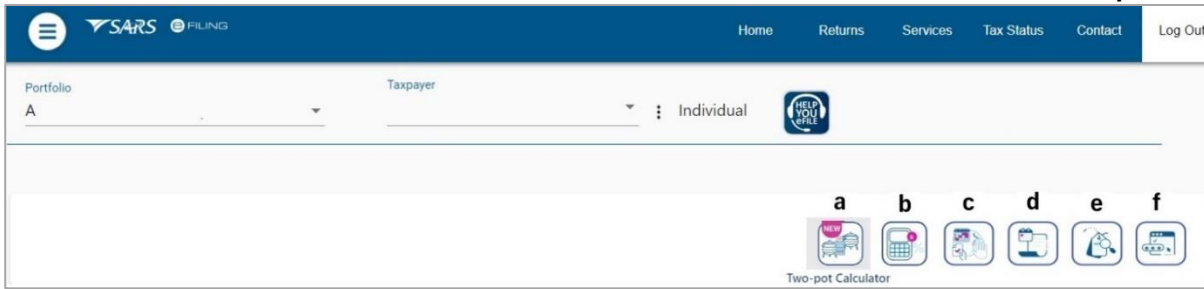 SARS eFILING
Home Returns Services Tax Status Contact Log Out
Portfolio Taxpayer
A Individual
HELP
YOU
eFILE
a b c d e f
NEW
Two-pot Calculator